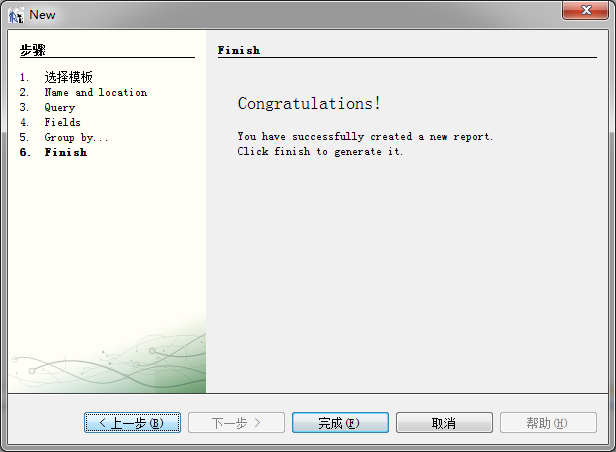 New
步骤
1. 选择模板
2. Name and location
3. Query
4. Fields
5. Group by...
6. Finish
Finish
Congratulations!
You have successfully created a new report.
Click finish to generate it.
< 上一步(B)
下一步 >
完成(F)
取消
帮助(H)